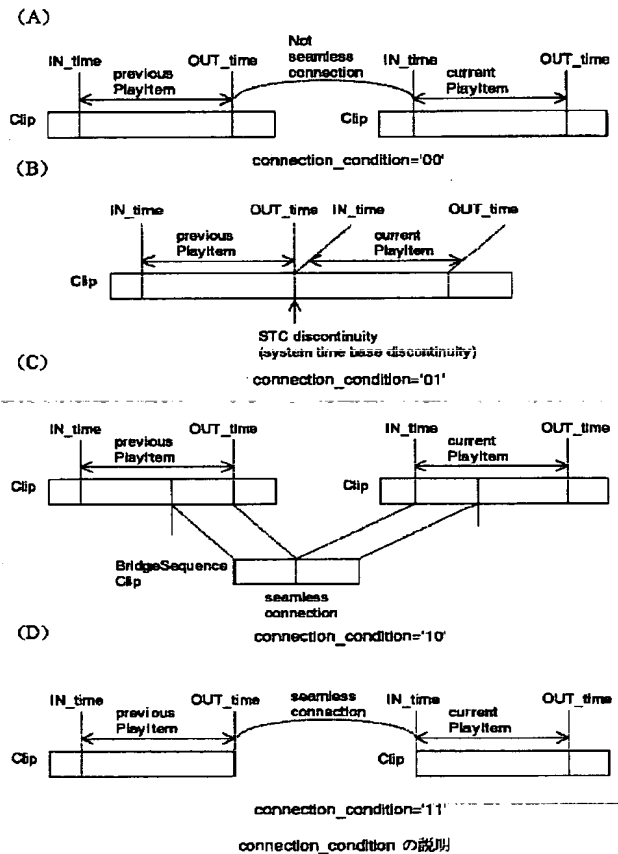 (A)
Not
seamless
connection
IN_time
OUT_time
IN_time
OUT_time
previous
PlayItem
current
PlayItem
Clip
Clip
connection_condition='00'
(B)
IN_time
OUT_time
IN_time
OUT_time
previous
PlayItem
current
PlayItem
Clip
STC discontinuity
(system time base discontinuity)
(C)
connection_condition='01'
IN_time
OUT_time
IN_time
OUT_time
previous
PlayItem
current
PlayItem
Clip
Clip
BridgeSequence
Clip
seamless
connection
(D)
connection_condition='10'
seamless
connection
IN_time
OUT_time
IN_time
OUT_time
previous
PlayItem
current
PlayItem
Clip
Clip
connection_condition='11'
connection_condition の説明